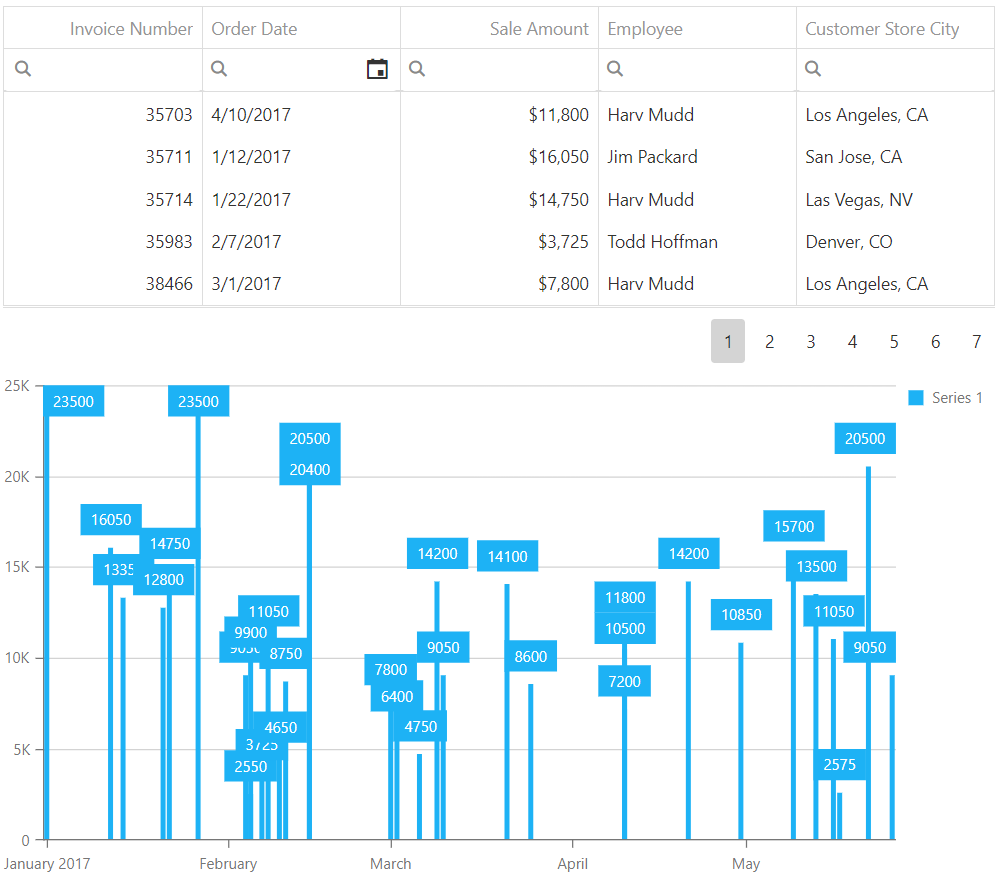 Invoice Number Order Date Sale Amount Employee Customer Store City
35703 4/10/2017 $11,800 Harv Mudd Los Angeles, CA
35711 1/12/2017 $16,050 Jim Packard San Jose, CA
35714 1/22/2017 $14,750 Harv Mudd Las Vegas, NV
35983 2/7/2017 $3,725 Todd Hoffman Denver, CO
38466 3/1/2017 $7,800 Harv Mudd Los Angeles, CA
1 2 3 4 5 6 7
25K 23500 23500 Series 1
20500 20500
20K 20400
16050 15700
14750 14200 14100 14200
15K 1335 12800 13500
11050 11800 10850 11050
9900 10500
10K 8750 9050 8600 9050
7800 7200
6400
4650 4750
5K 3725 2550 2575
0
January 2017 February March April May